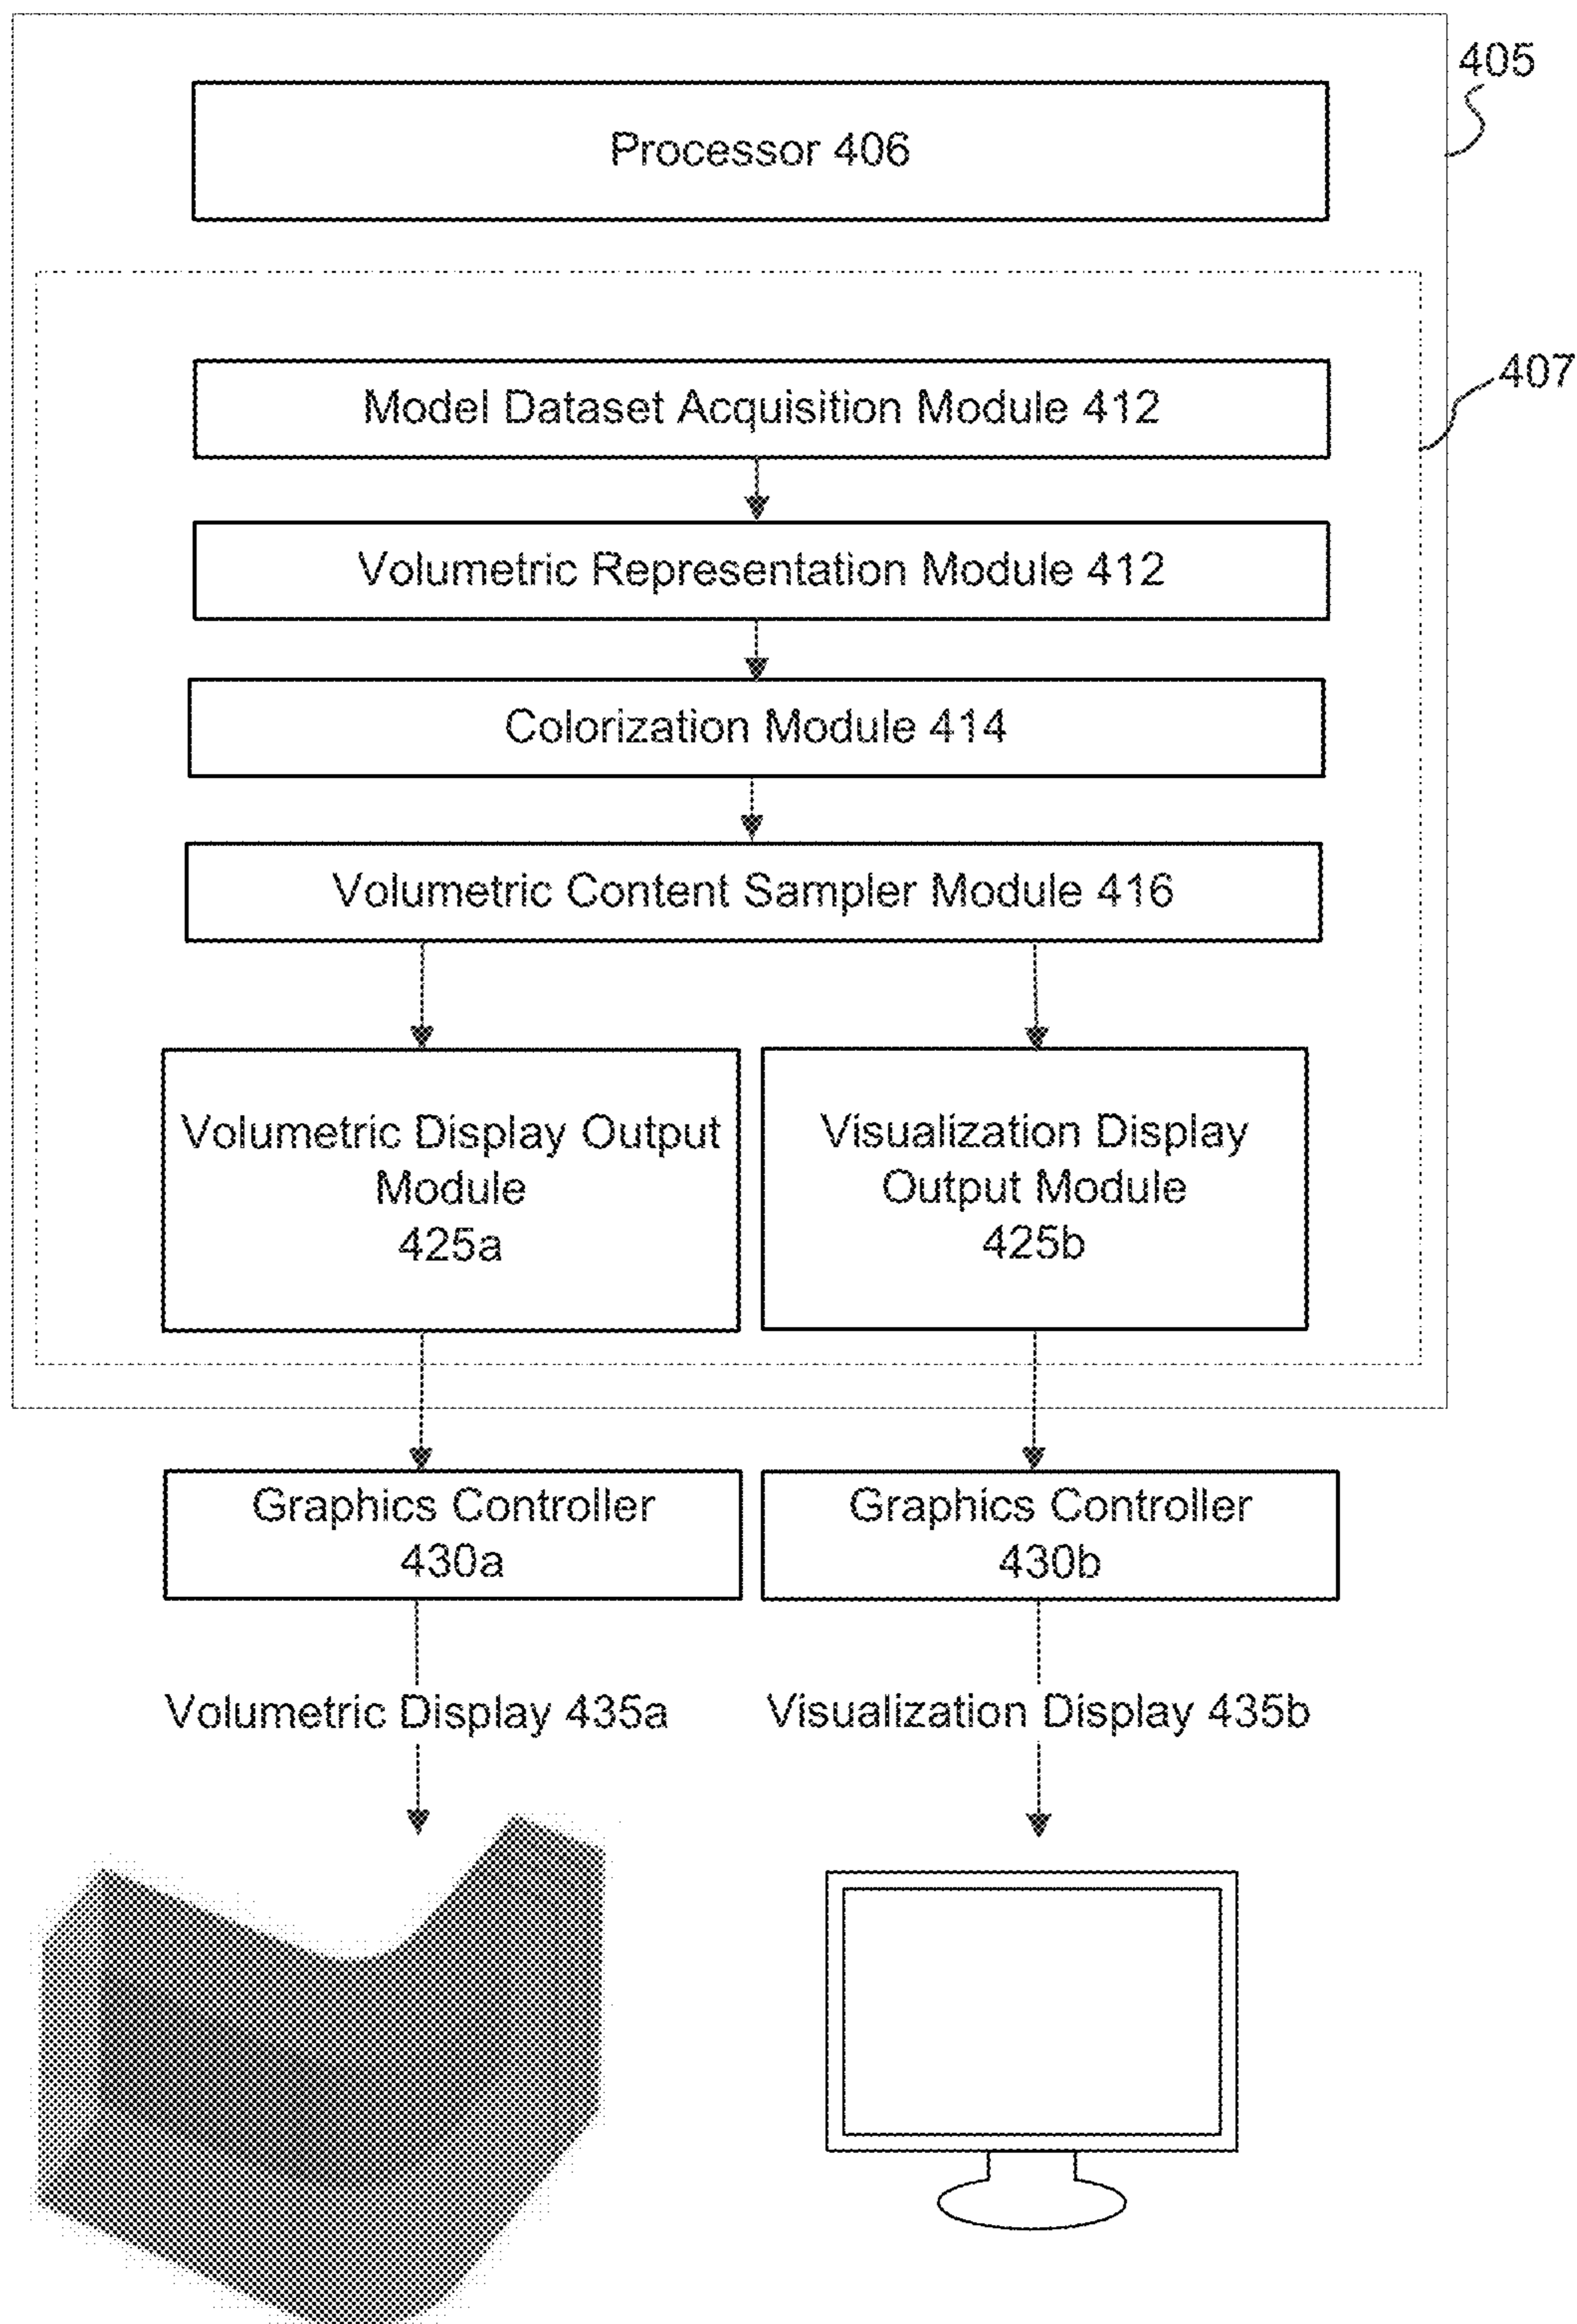 405
Processor 406
407
Model Dataset Acquisition Module 412
Volumetric Representation Module 412
Colorization Module 414
Volumetric Content Sampler Module 416
Volumetric Display Output
Module
425a
Visualization Display
Output Module
425b
Graphics Controller
430a
Graphics Controller
430b
Volumetric Display 435a
Visualization Display 435b